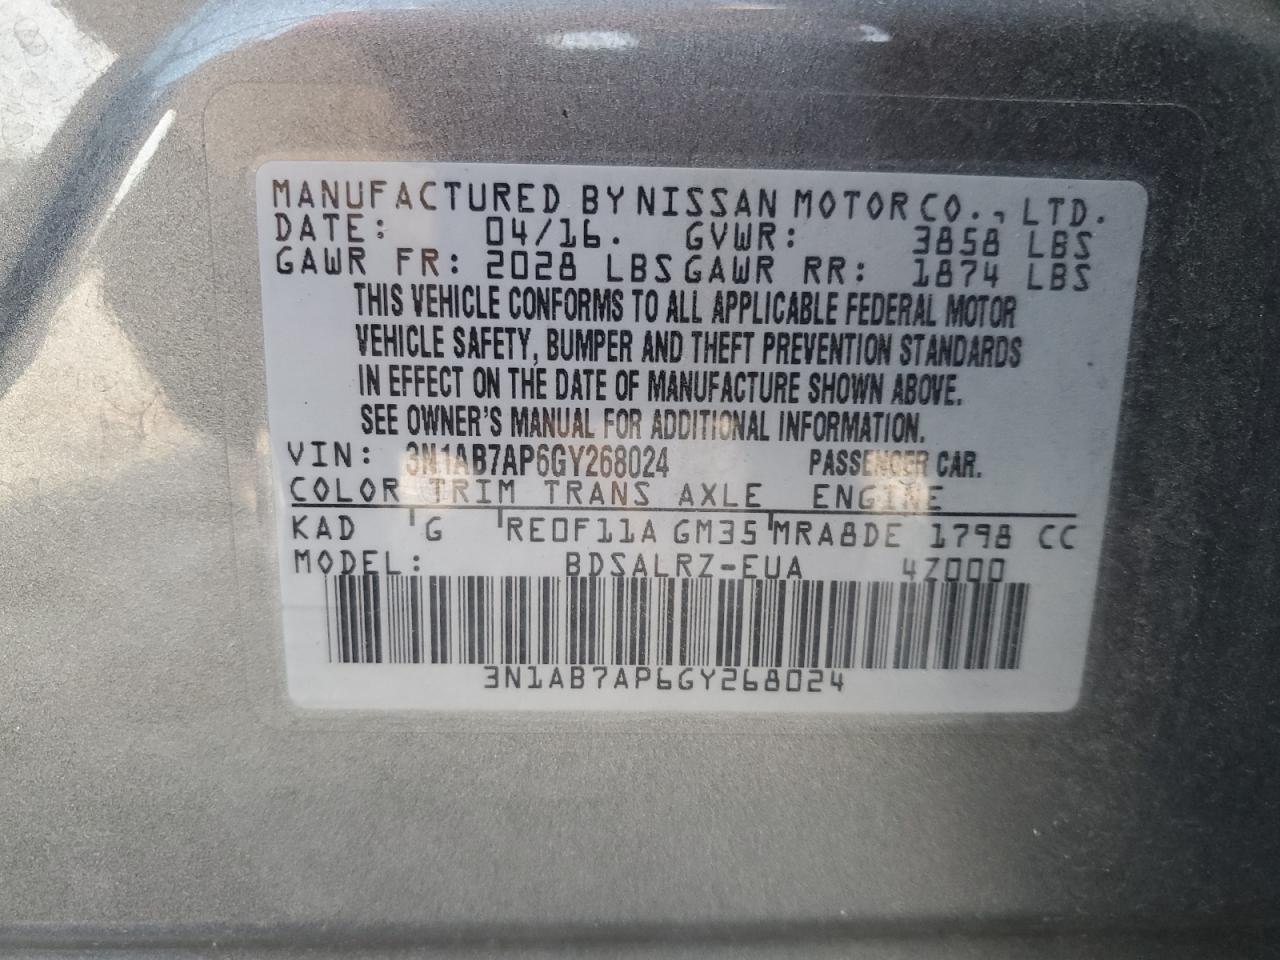 MANUFACTURED BY NISSAN MOTOR CO., LTD.
DATE: 04/16. GVWR: 3858 LBS
GAWR FR: 2028 LBS GAWR RR: 1874 LBS
THIS VEHICLE CONFORMS TO ALL APPLICABLE FEDERAL MOTOR
VEHICLE SAFETY, BUMPER AND THEFT PREVENTION STANDARDS
IN EFFECT ON THE DATE OF MANUFACTURE SHOWN ABOVE.
SEE OWNER'S MANUAL FOR ADDITIONAL INFORMATION.
VIN: 3N1AB7AP6GY268024 PASSENGER CAR.
COLOR TRIM TRANS AXLE ENGINE
KAD G RE0F11A GM35 MRA8DE 1798 CC
MODEL: BDSALRZ-EUA 4Z000
3N1AB7AP6GY268024